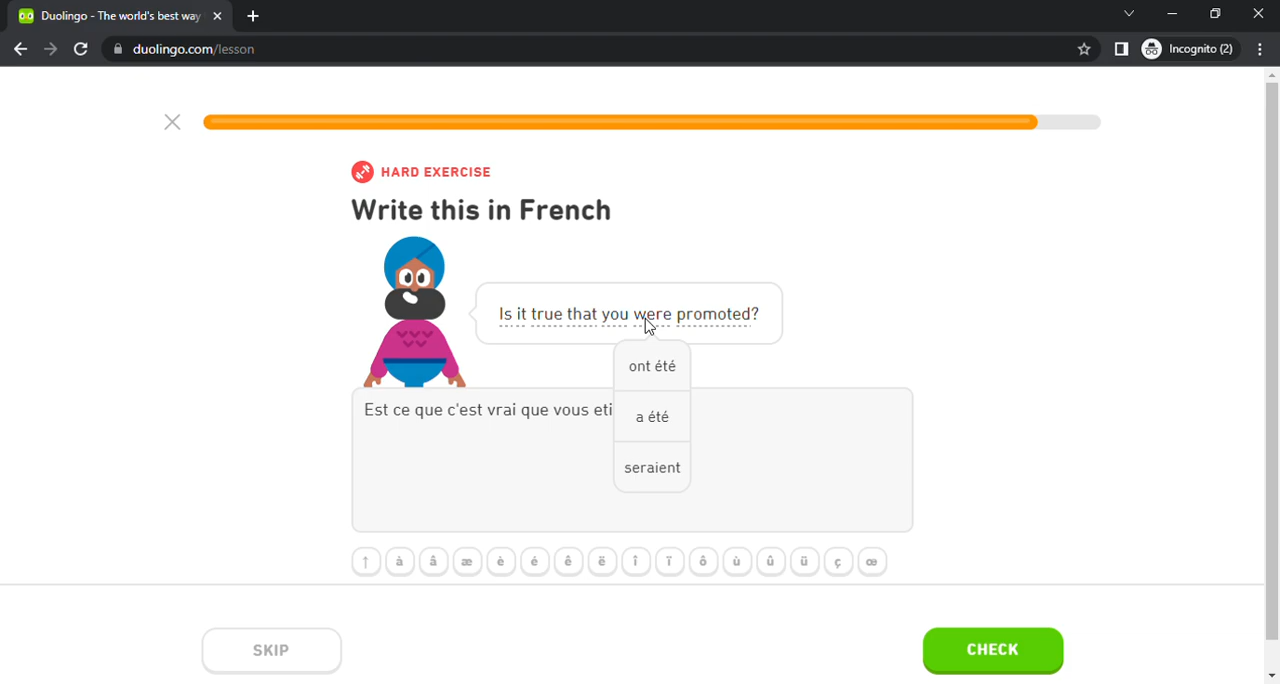 Duolingo - The world's best way
duolingo.com/lesson
Incognito (2)
HARD EXERCISE
Write this in French
Is it true that you were promoted?
ont été
Est ce que c'est vrai que vous eti
a été
seraient
↑ à â æ è é ê ë î ï ô ù û ü ç œ
SKIP
CHECK